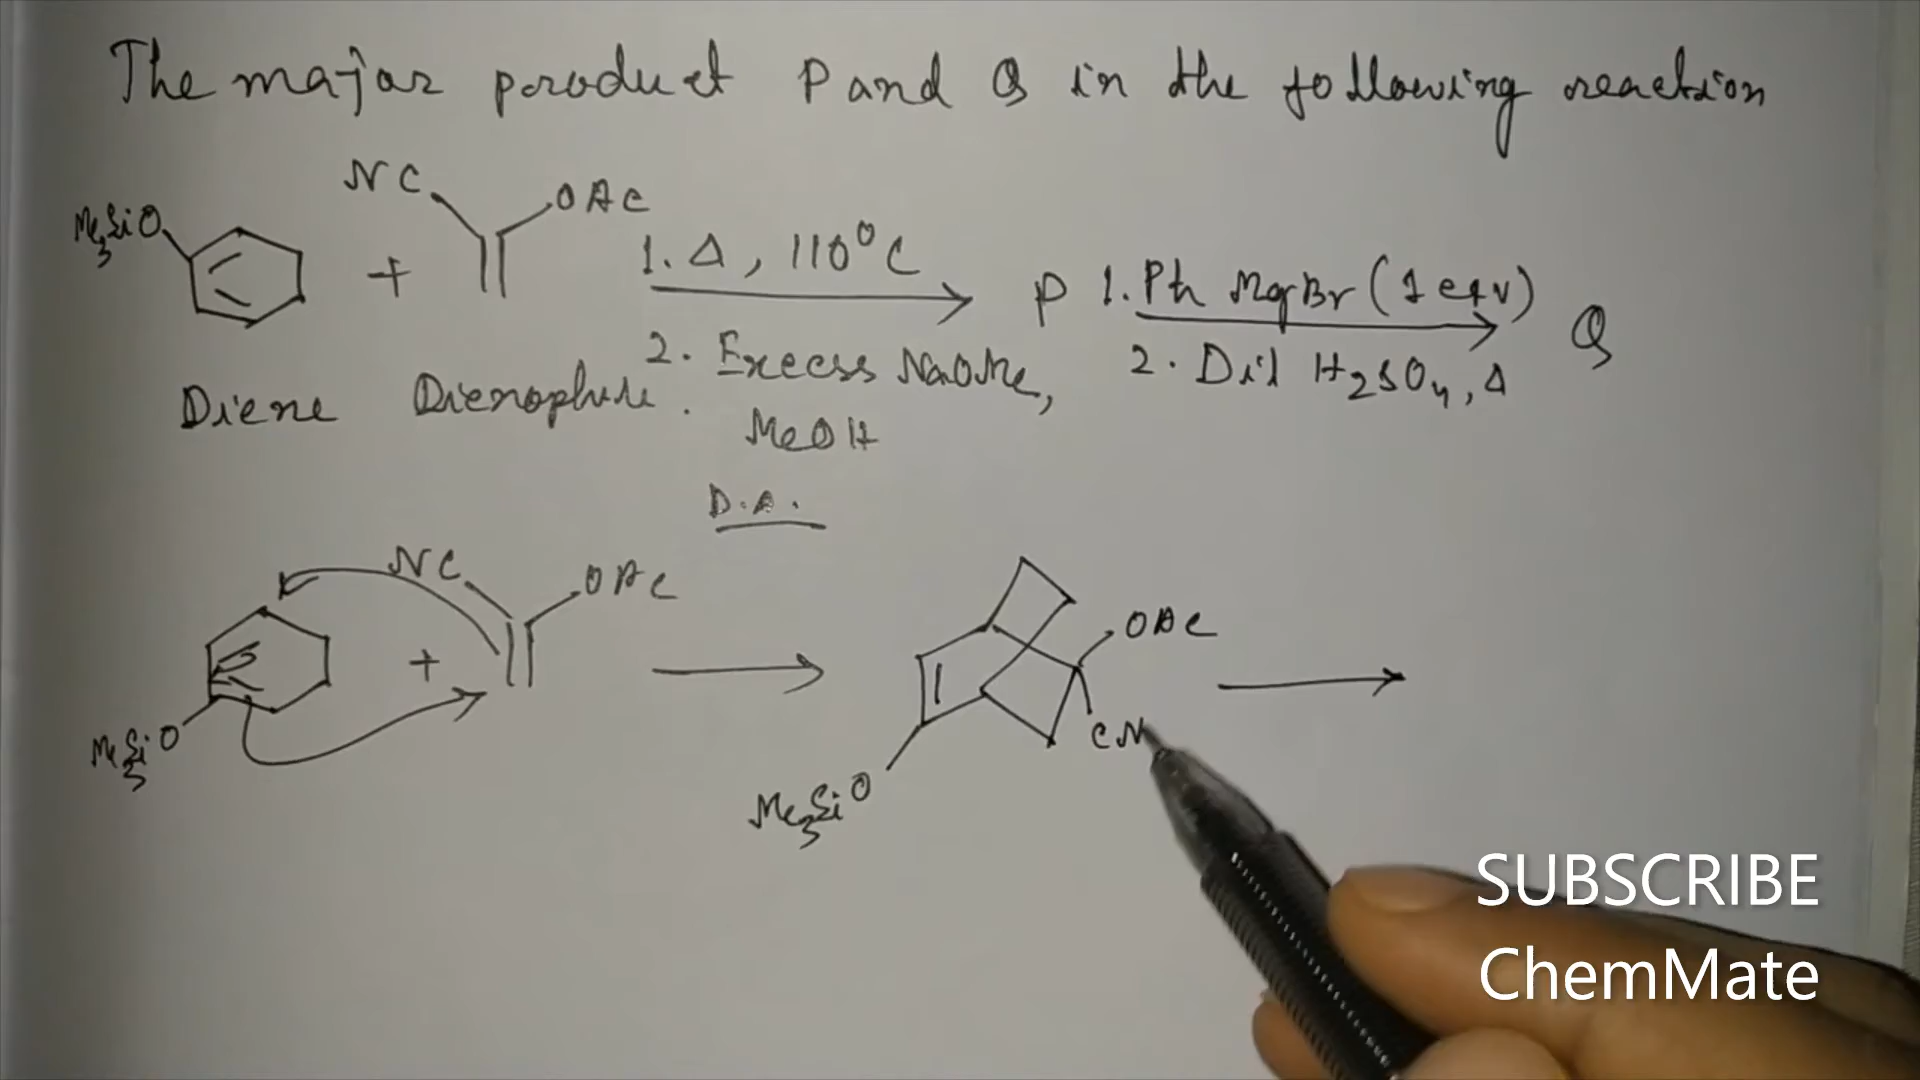 The major product P and Q in the following reaction
Me3SiO
+
NC
OAC
1. Δ, 110°C
2. Excess NaOMe,
MeOH
P
1. Ph MgBr (1 eqv)
2. Dil H2SO4, Δ
Q
Diene
Dienophile.
D.A.
Me3SiO
+
NC
OAC
Me3SiO
OAC
CN
SUBSCRIBE
ChemMate